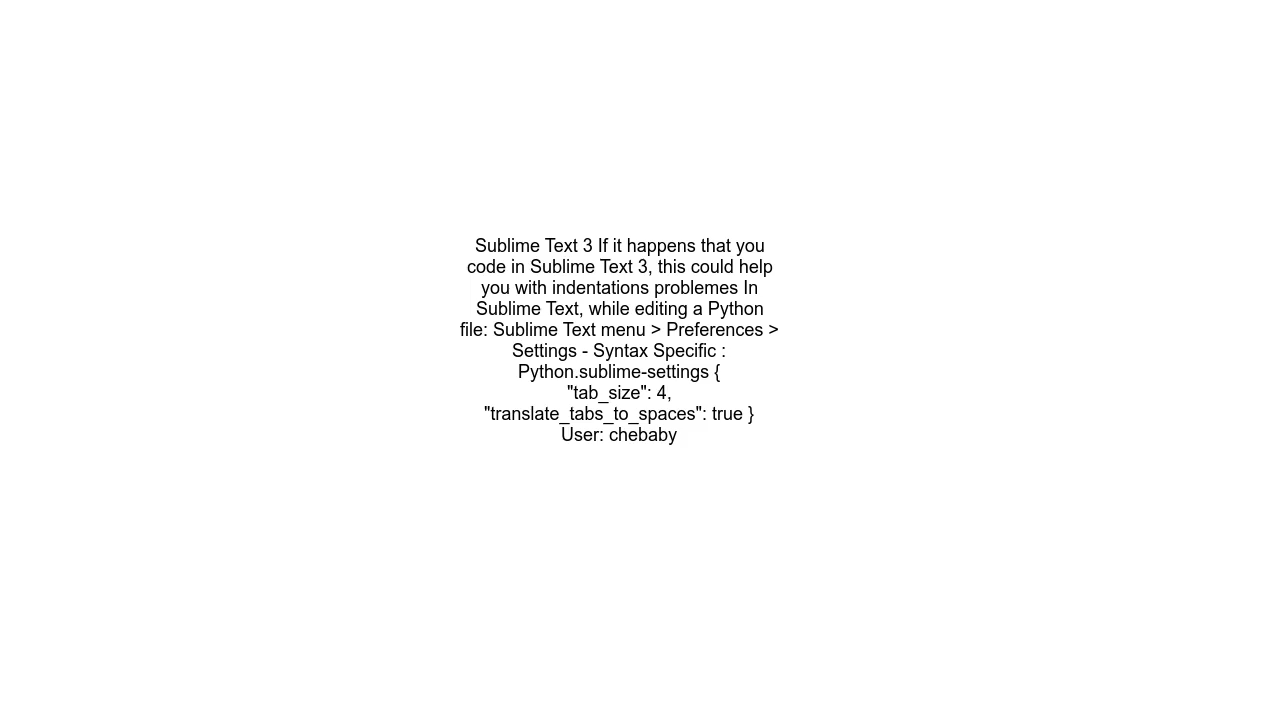 Sublime Text 3 If it happens that you
code in Sublime Text 3, this could help
you with indentations problemes In
Sublime Text, while editing a Python
file: Sublime Text menu > Preferences >
Settings - Syntax Specific :
Python.sublime-settings {
"tab_size": 4,
"translate_tabs_to_spaces": true }
User: chebaby